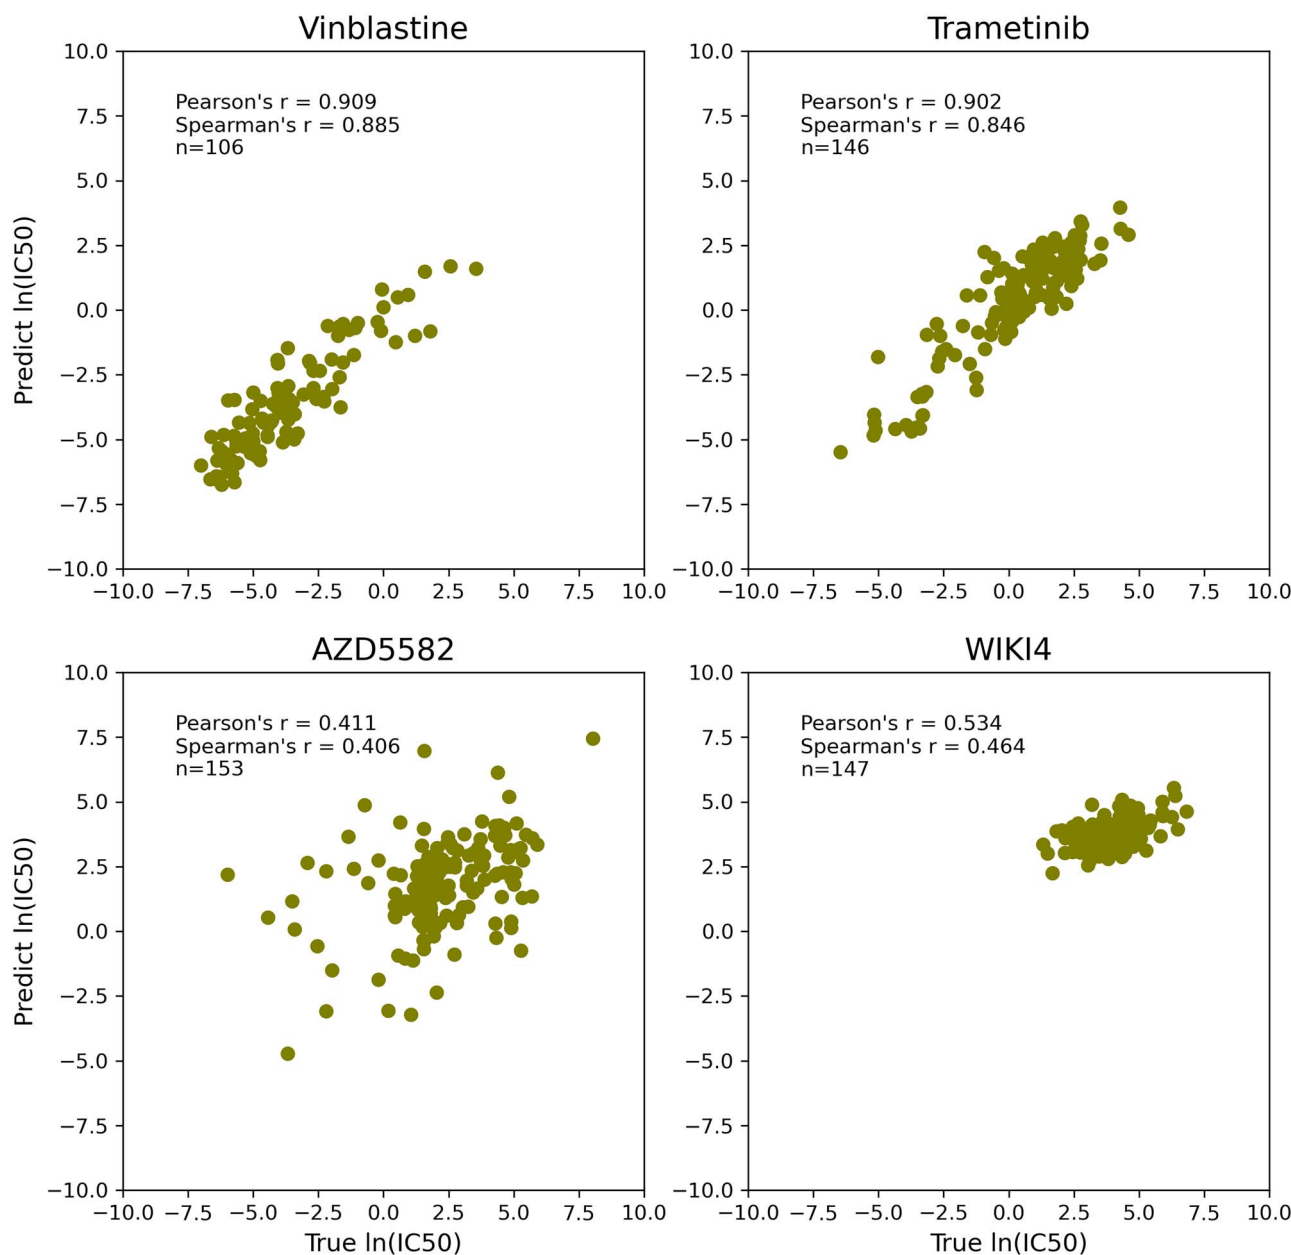 Vinblastine
Pearson's r = 0.909
Spearman's r = 0.885
n=106
Predict ln(IC50)
10.0
7.5
5.0
2.5
0.0
−2.5
−5.0
−7.5
−10.0
−10.0 −7.5 −5.0 −2.5 0.0 2.5 5.0 7.5 10.0
Trametinib
Pearson's r = 0.902
Spearman's r = 0.846
n=146
10.0
7.5
5.0
2.5
0.0
−2.5
−5.0
−7.5
−10.0
−10.0 −7.5 −5.0 −2.5 0.0 2.5 5.0 7.5 10.0
AZD5582
Pearson's r = 0.411
Spearman's r = 0.406
n=153
Predict ln(IC50)
10.0
7.5
5.0
2.5
0.0
−2.5
−5.0
−7.5
−10.0
−10.0 −7.5 −5.0 −2.5 0.0 2.5 5.0 7.5 10.0
True ln(IC50)
WIKI4
Pearson's r = 0.534
Spearman's r = 0.464
n=147
10.0
7.5
5.0
2.5
0.0
−2.5
−5.0
−7.5
−10.0
−10.0 −7.5 −5.0 −2.5 0.0 2.5 5.0 7.5 10.0
True ln(IC50)